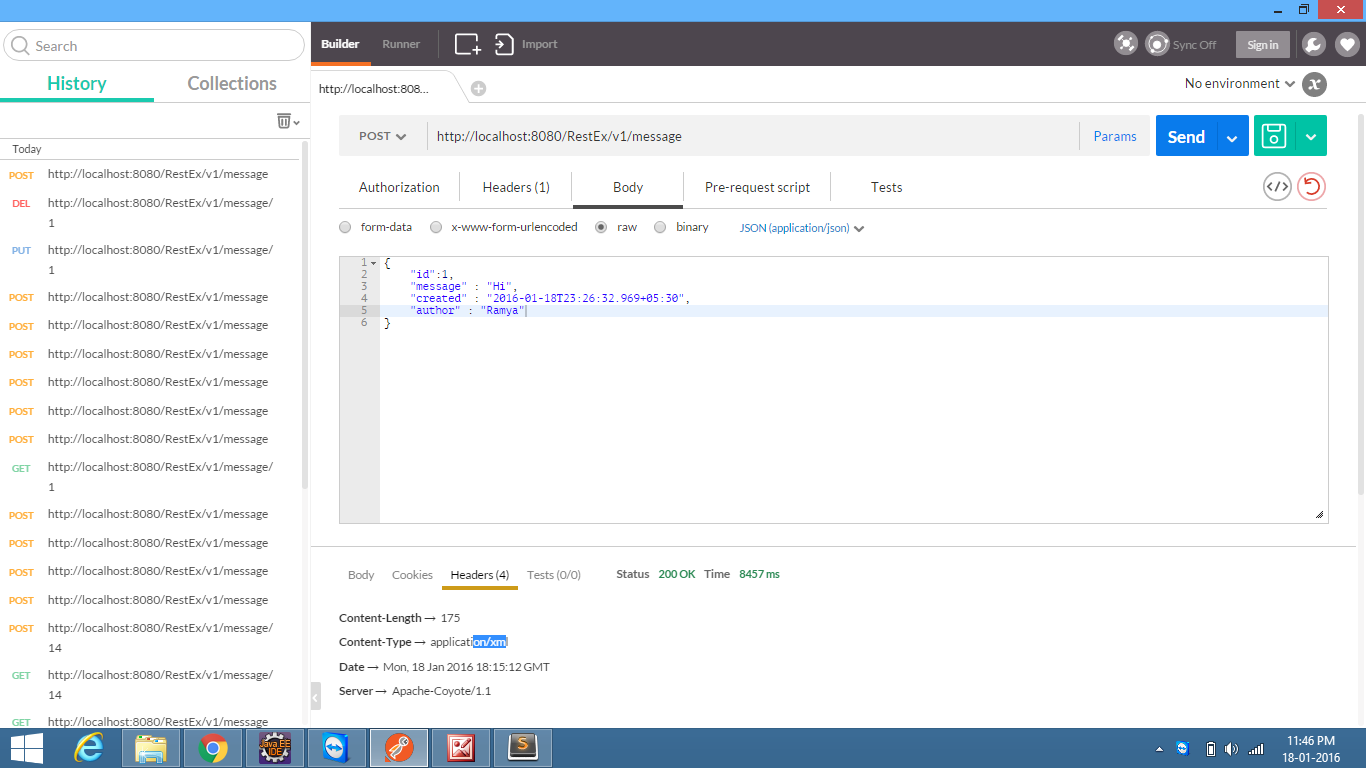 Search
Builder
Runner
Import
Sync Off
Sign in
History
Collections
http://localhost:808...
No environment
x
Today
POST http://localhost:8080/RestEx/v1/message
DEL http://localhost:8080/RestEx/v1/message/
1
PUT http://localhost:8080/RestEx/v1/message/
1
POST http://localhost:8080/RestEx/v1/message
POST http://localhost:8080/RestEx/v1/message
POST http://localhost:8080/RestEx/v1/message
POST http://localhost:8080/RestEx/v1/message
POST http://localhost:8080/RestEx/v1/message
POST http://localhost:8080/RestEx/v1/message
GET http://localhost:8080/RestEx/v1/message/
1
POST http://localhost:8080/RestEx/v1/message
POST http://localhost:8080/RestEx/v1/message
POST http://localhost:8080/RestEx/v1/message
POST http://localhost:8080/RestEx/v1/message
POST http://localhost:8080/RestEx/v1/message/
14
GET http://localhost:8080/RestEx/v1/message/
14
GET http://localhost:8080/RestEx/v1/message
POST
http://localhost:8080/RestEx/v1/message
Params
Send
Authorization
Headers (1)
Body
Pre-request script
Tests
</>
form-data
x-www-form-urlencoded
raw
binary
JSON (application/json)
1 {
2 "id":1,
3 "message" : "Hi",
4 "created" : "2016-01-18T23:26:32.969+05:30",
5 "author" : "Ramya"
6 }
Body
Cookies
Headers (4)
Tests (0/0)
Status 200 OK Time 8457 ms
Content-Length → 175
Content-Type → application/xml
Date → Mon, 18 Jan 2016 18:15:12 GMT
Server → Apache-Coyote/1.1
Java EE
IDE
S
11:46 PM
18-01-2016